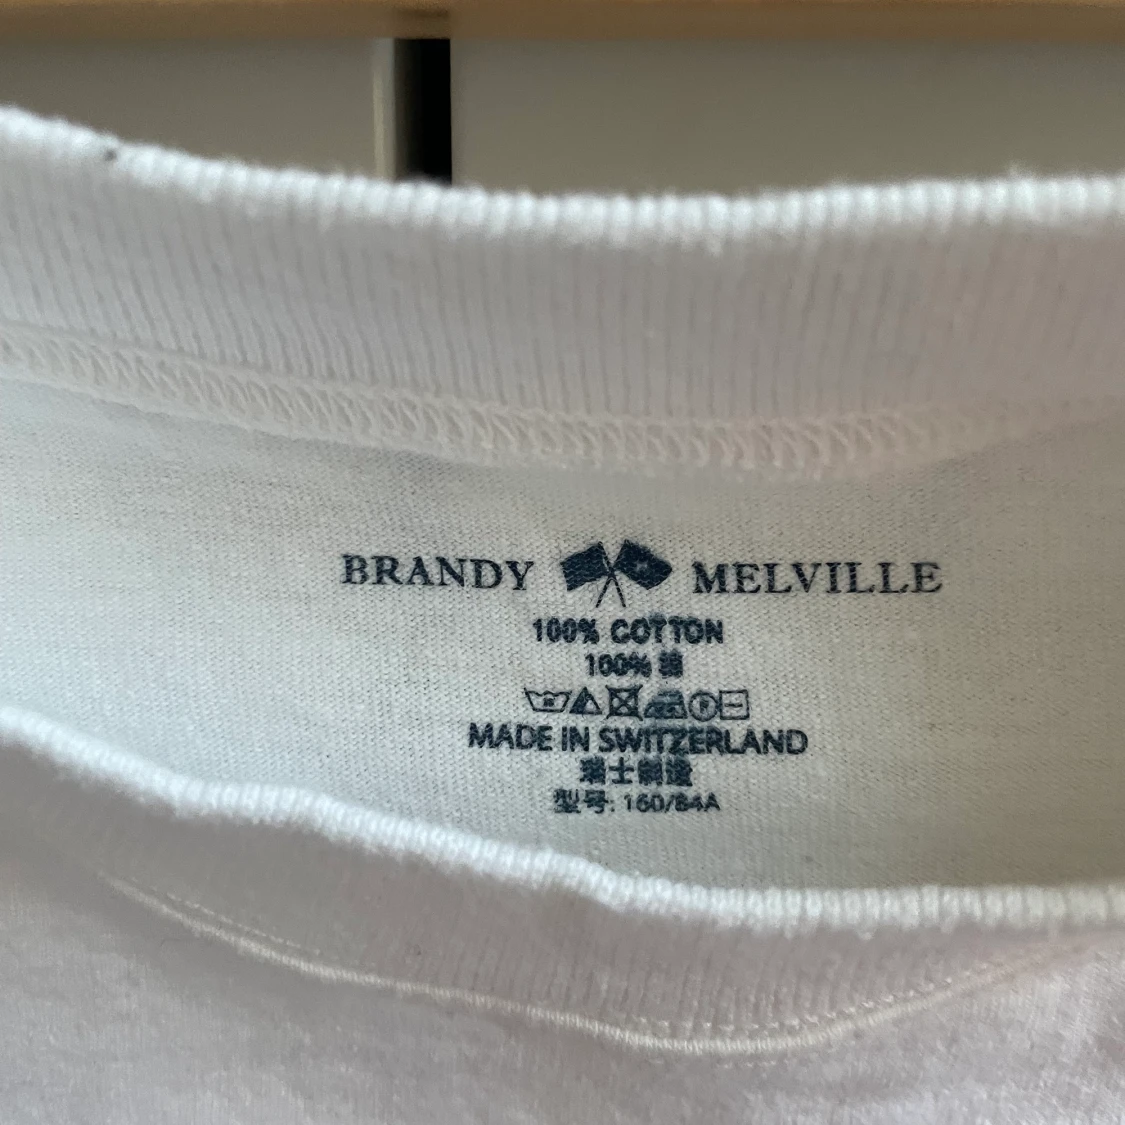 BRANDY MELVILLE
100% COTTON
100% 棉
MADE IN SWITZERLAND
瑞士制造
型号: 160/84A